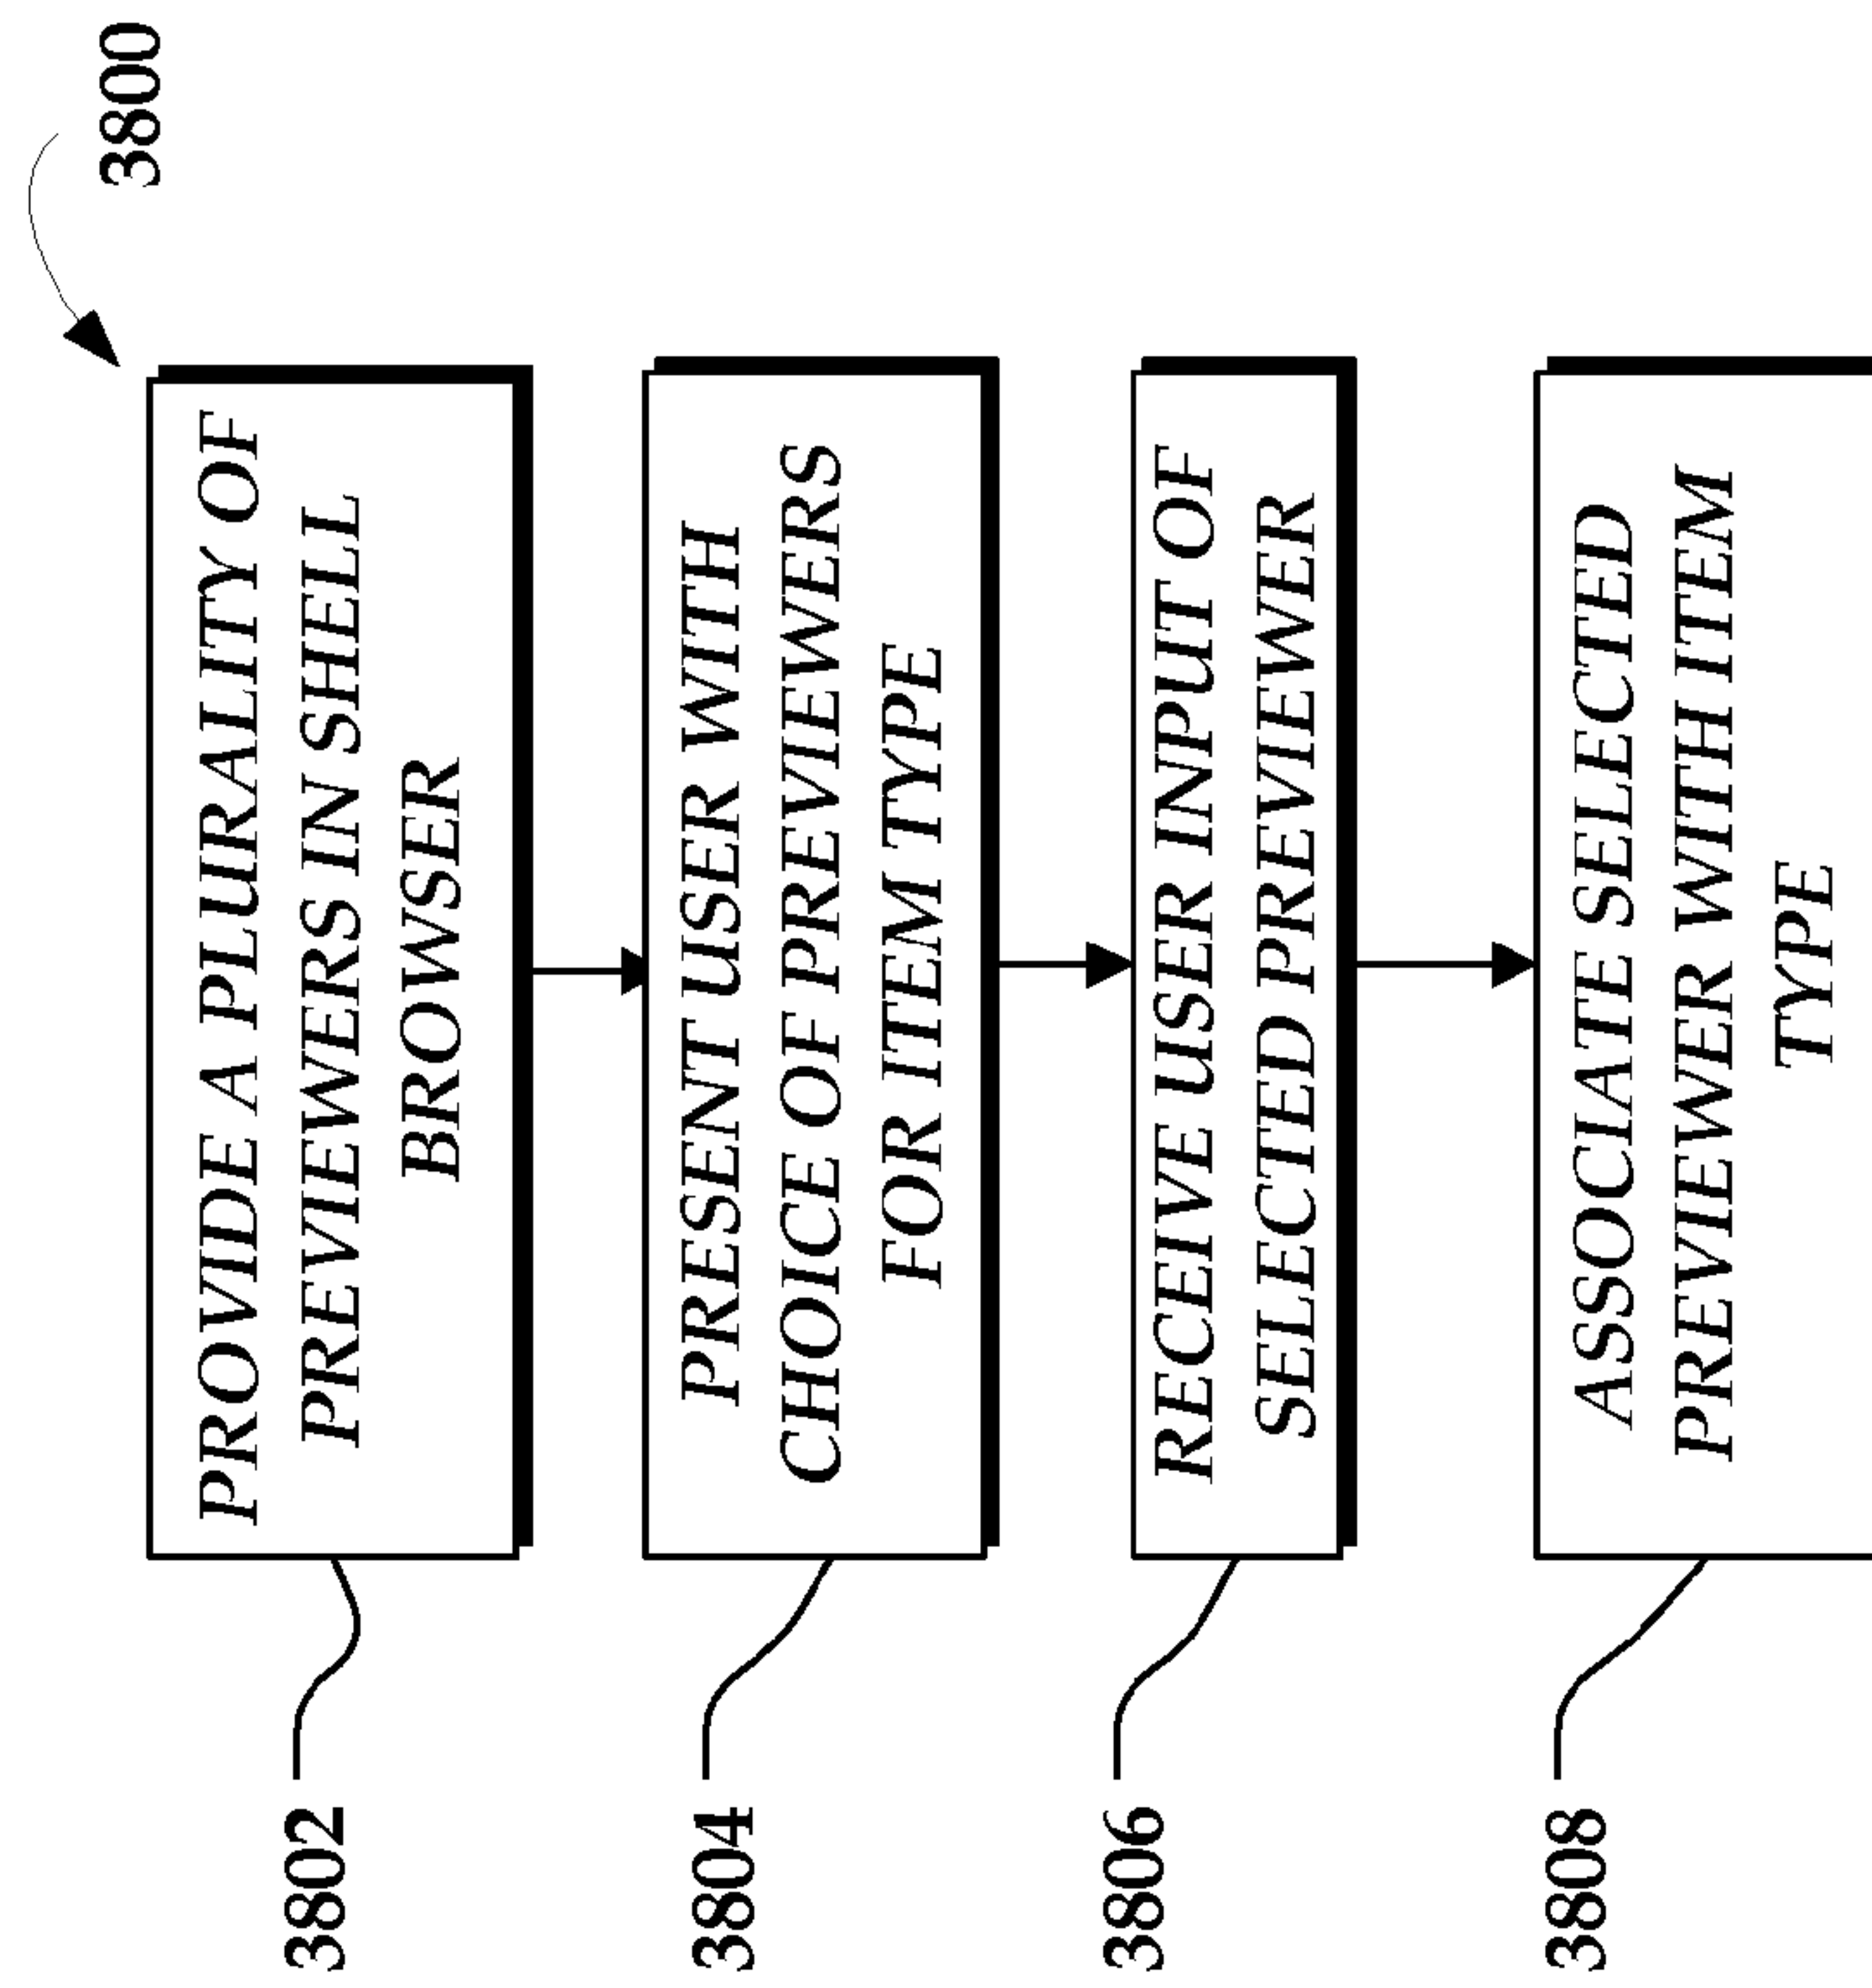 3800
3802
PROVIDE A PLURALITY OF
PREVIEWERS IN SHELL
BROWSER
3804
PRESENT USER WITH
CHOICE OF PREVIEWERS
FOR ITEM TYPE
3806
RECEIVE USER INPUT OF
SELECTED PREVIEWER
3808
ASSOCIATE SELECTED
PREVIEWER WITH ITEM
TYPE